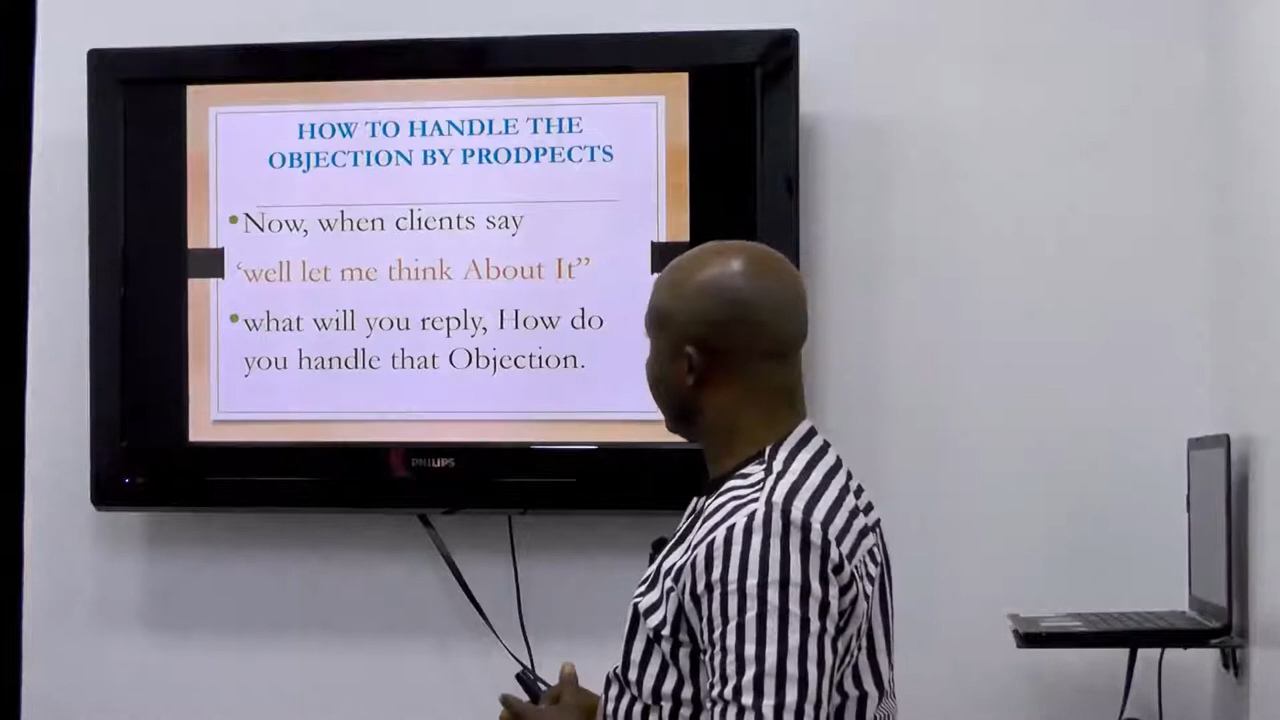 HOW TO HANDLE THE
OBJECTION BY PRODPECTS
•Now, when clients say
‘well let me think About It”
•what will you reply, How do
you handle that Objection.
PHILIPS